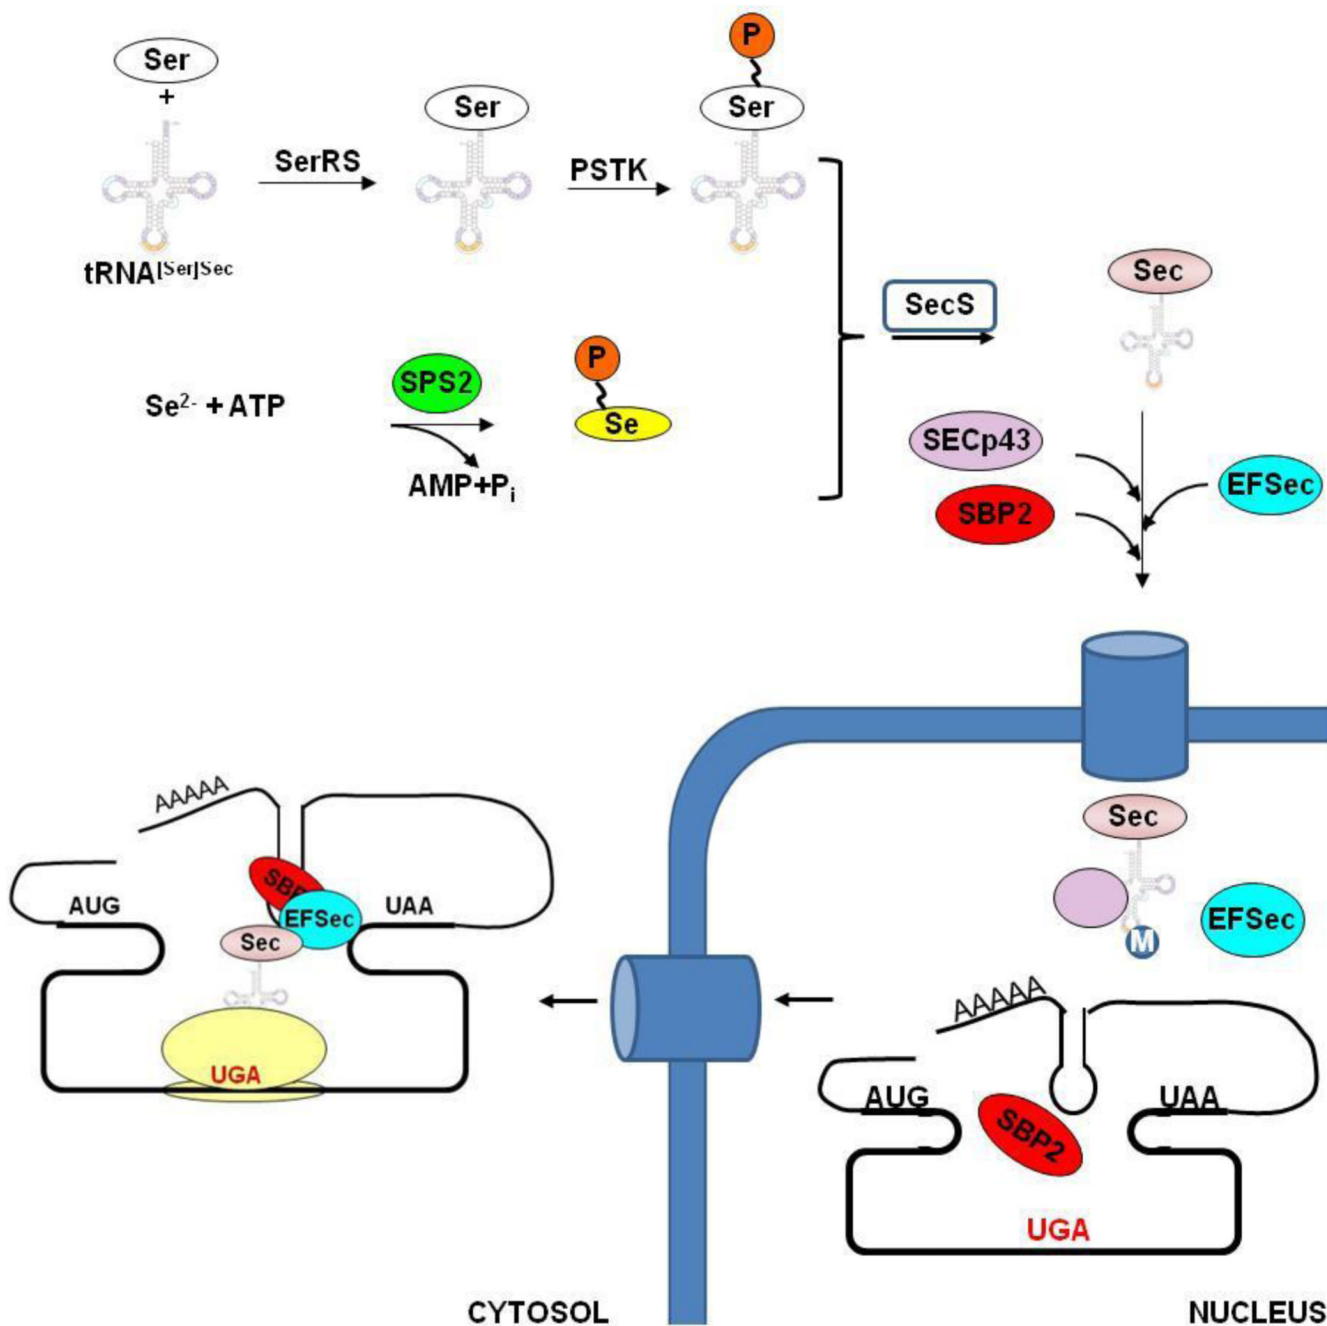 P
Ser
+
Ser
Ser
SerRS
PSTK
tRNA[Ser]Sec
Sec
SecS
P
SPS2
Se2- + ATP
Se
SECp43
AMP+Pi
EFSec
SBP2
AAAAA
Sec
SBP
AUG
EFSec
UAA
Sec
EFSec
M
AAAAA
UGA
AUG
UAA
SBP2
UGA
CYTOSOL
NUCLEUS